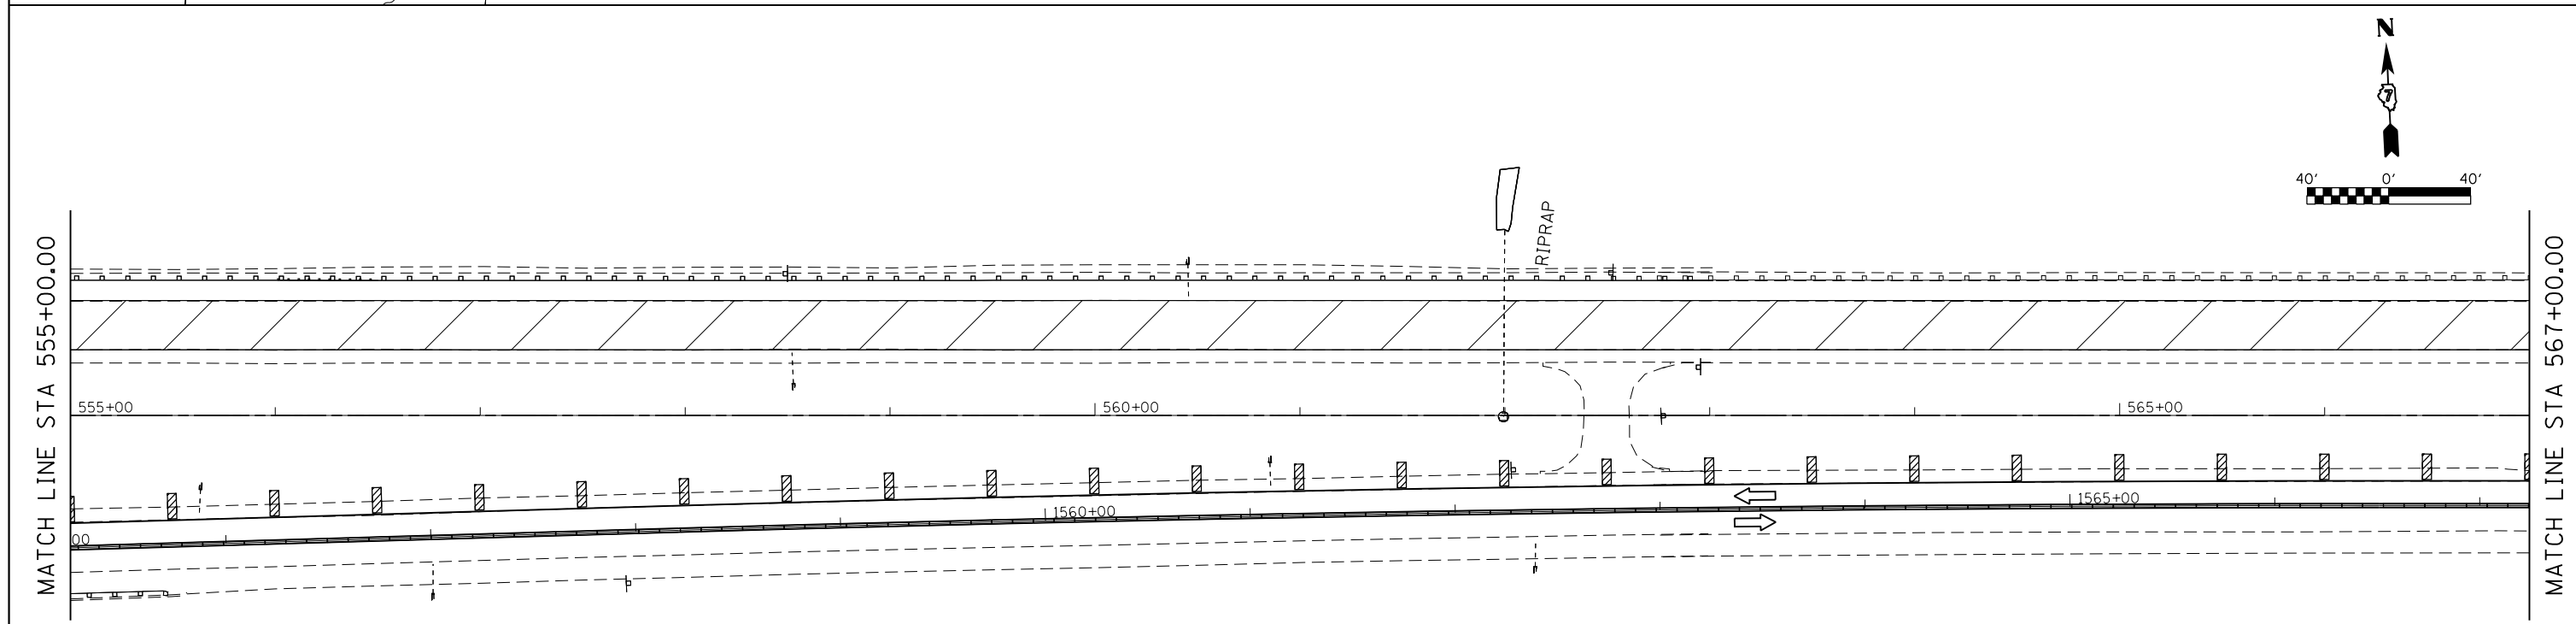 N
7
40' 0' 40'
RIPRAP
MATCH LINE STA 555+00.00
MATCH LINE STA 567+00.00
555+00
560+00
565+00
00
1560+00
1565+00